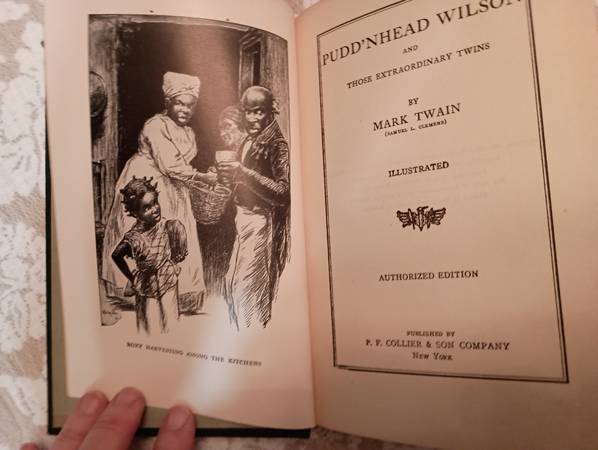 ROXY HARVESTING AMONG THE KITCHENS
PUDD'NHEAD WILSON
AND
THOSE EXTRAORDINARY TWINS
BY
MARK TWAIN
(SAMUEL L. CLEMENS)
ILLUSTRATED
AUTHORIZED EDITION
PUBLISHED BY
P. F. COLLIER & SON COMPANY
NEW YORK